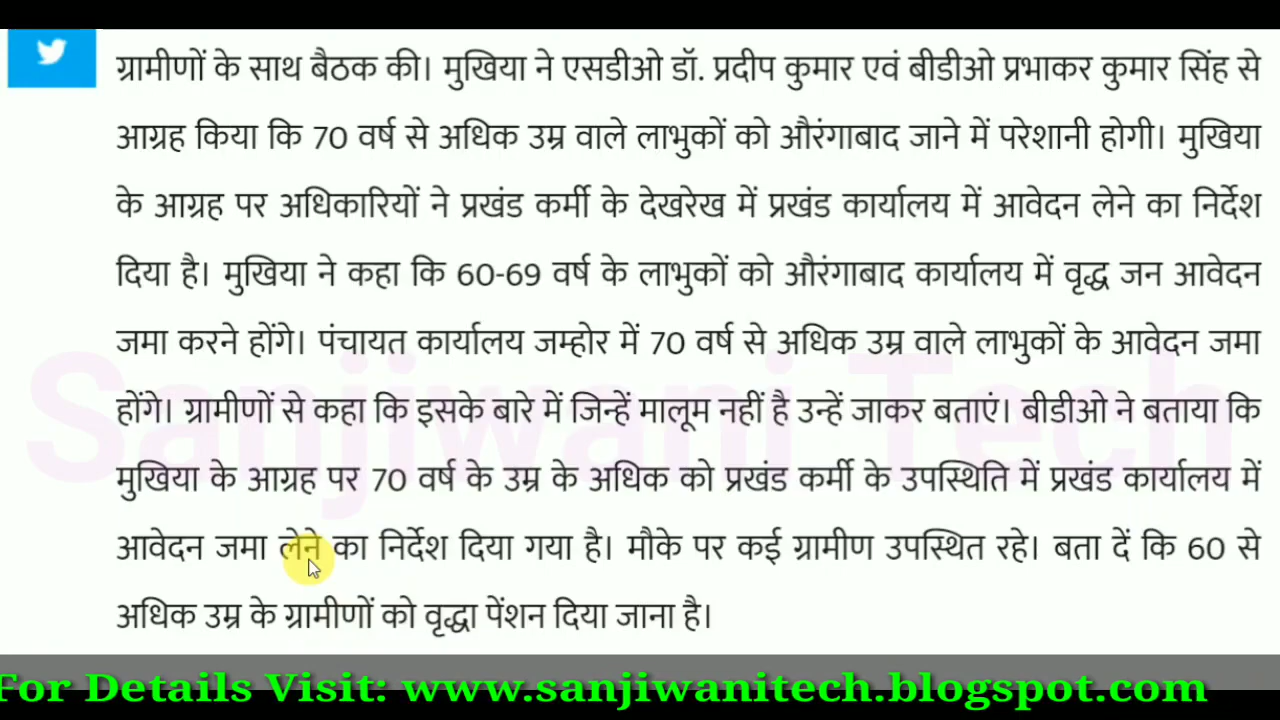 ग्रामीणों के साथ बैठक की। मुखिया ने एसडीओ डॉ. प्रदीप कुमार एवं बीडीओ प्रभाकर कुमार सिंह से
आग्रह किया कि 70 वर्ष से अधिक उम्र वाले लाभुकों को औरंगाबाद जाने में परेशानी होगी। मुखिया
के आग्रह पर अधिकारियों ने प्रखंड कर्मी के देखरेख में प्रखंड कार्यालय में आवेदन लेने का निर्देश
दिया है। मुखिया ने कहा कि 60-69 वर्ष के लाभुकों को औरंगाबाद कार्यालय में वृद्ध जन आवेदन
जमा करने होंगे। पंचायत कार्यालय जम्होर में 70 वर्ष से अधिक उम्र वाले लाभुकों के आवेदन जमा
होंगे। ग्रामीणों से कहा कि इसके बारे में जिन्हें मालूम नहीं है उन्हें जाकर बताएं। बीडीओ ने बताया कि
मुखिया के आग्रह पर 70 वर्ष के उम्र के अधिक को प्रखंड कर्मी के उपस्थिति में प्रखंड कार्यालय में
आवेदन जमा लेने का निर्देश दिया गया है। मौके पर कई ग्रामीण उपस्थित रहे। बता दें कि 60 से
अधिक उम्र के ग्रामीणों को वृद्धा पेंशन दिया जाना है।
Sanjiwani Tech
For Details Visit: www.sanjiwanitech.blogspot.com